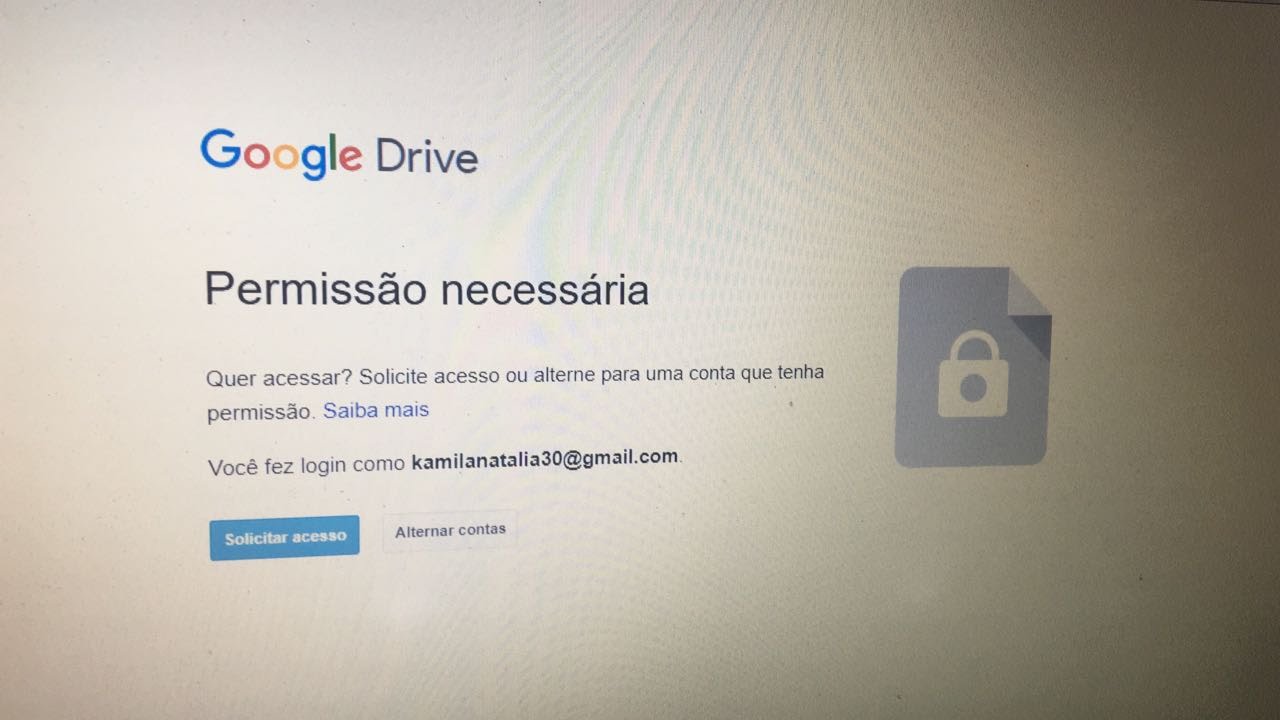 Google Drive
Permissão necessária
Quer acessar? Solicite acesso ou alterne para uma conta que tenha
permissão. Saiba mais
Você fez login como kamilanatalia30@gmail.com.
Solicitar acesso Alternar contas